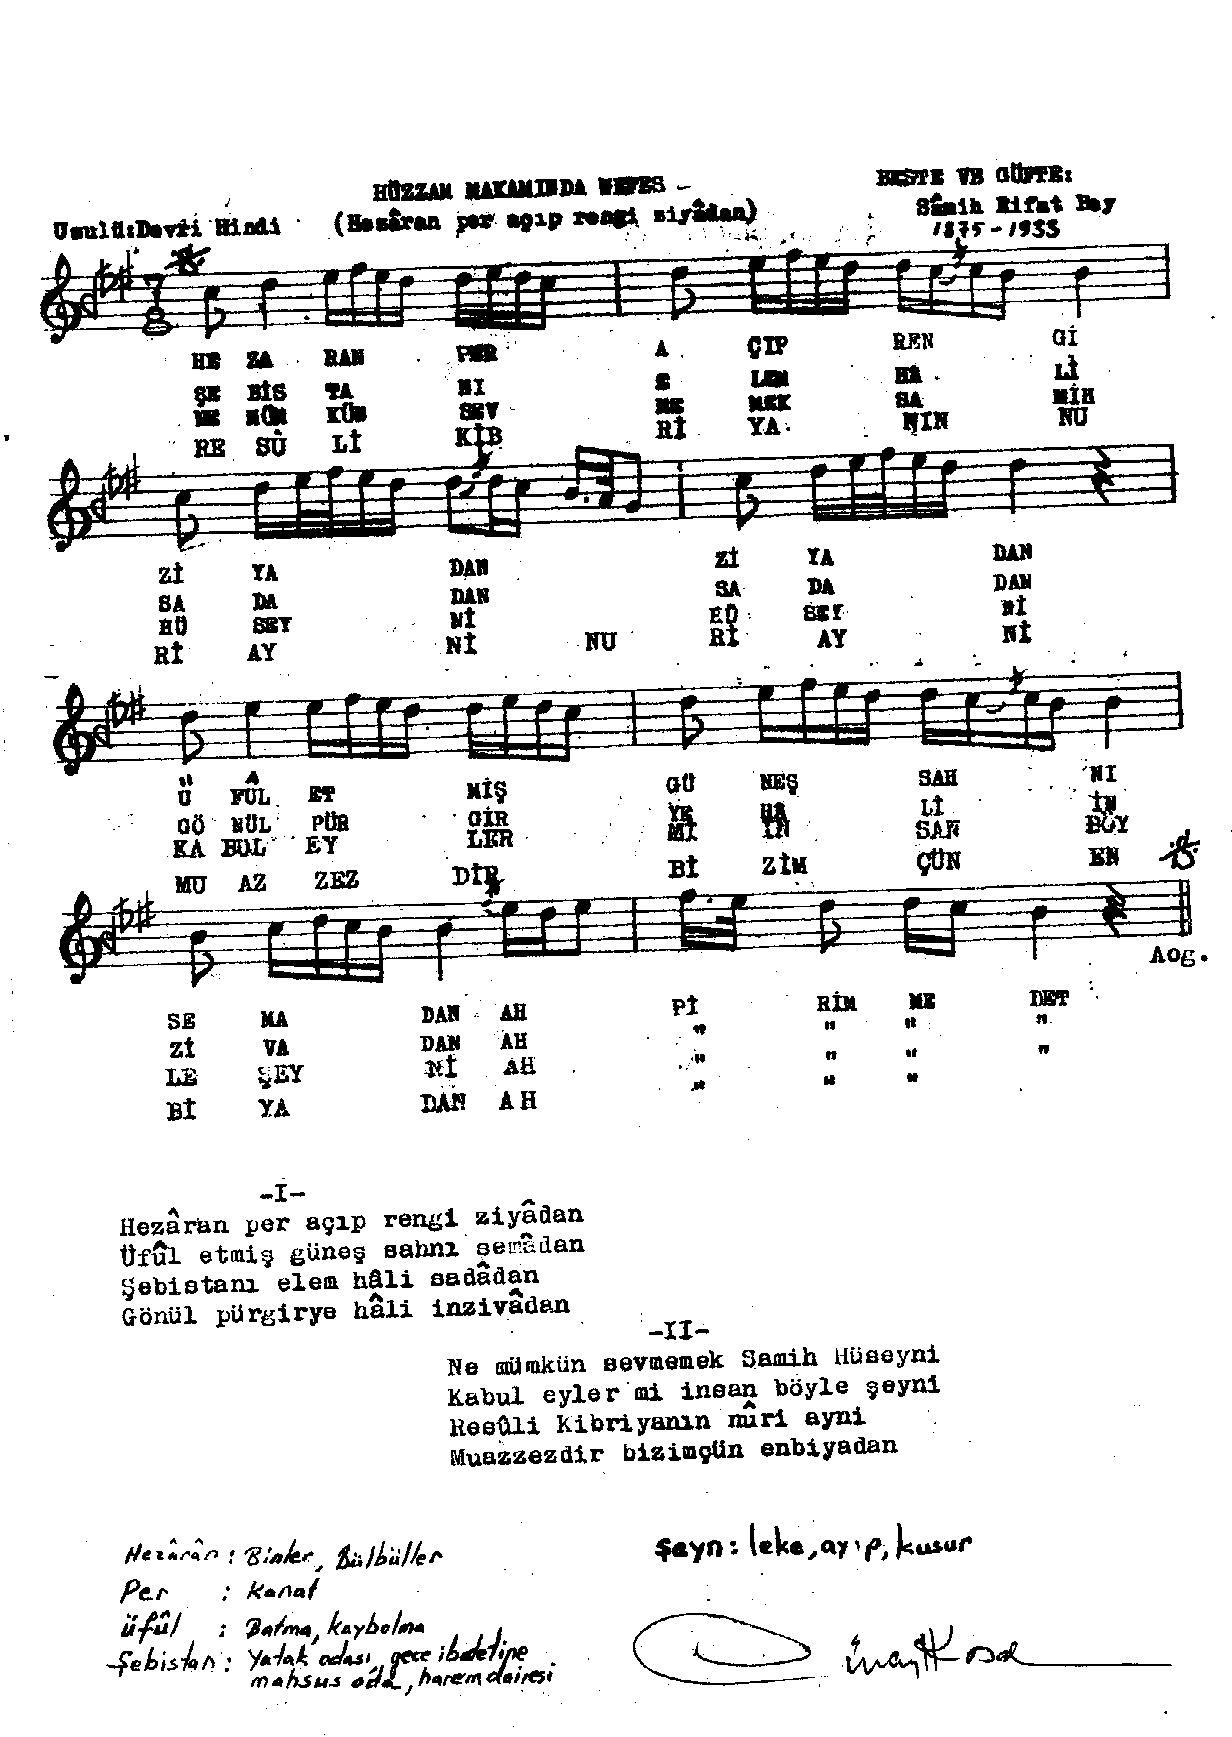 HÜZZAM MAKAMINDA NEFES -
BESTE VE GÜFTE:
Usulü:Devri Hindi
(Hezâran per açıp rengi ziyâdan)
Sâmih Rifat Bey
1875-1933
7
8
HE ZA RAN PER A ÇIP REN Gİ
ŞE BİS TA NI E LEM HA Lİ
NE MÜM KÜN SEV ME MEK SA MİH
RE SÛ Lİ KİB Rİ YA NIN NU
Zİ YA DAN Zİ YA DAN
SA DA DAN SA DA DAN
HÜ SEY Nİ HÜ SEY Nİ
Rİ AY Nİ NU Rİ AY Nİ
Ü FÛL ET MİŞ GÜ NEŞ SAH NI
GÖ NÜL PÜR GİR YE HA Lİ İN
KA BUL EY LER Mİ İN SAN BÖY
MU AZ ZEZ DİR Bİ ZİM ÇÜN EN
Aog.
SE MA DAN AH Pİ RİM ME DET
Zİ VA DAN AH " " " "
LE ŞEY Nİ AH " " " "
Bİ YA DAN AH " " "
-I-
Hezâran per açıp rengi ziyâdan
Üfûl etmiş güneş sahnı semâdan
Şebistanı elem hâli sadâdan
Gönül pürgirye hâli inzivâdan
-II-
Ne mümkün sevmemek Samih Hüseyni
Kabul eyler mi insan böyle şeyni
Resûli Kibriyanın nûri ayni
Muazzezdir bizimçün enbiyadan
Hezârân : Binler, Bülbüller
Per : Kanat
Üfûl : Batma, kaybolma
Şebistan : Yatak odası, gece ibadetine
mahsus oda, harem dairesi
Şeyn : leke, ayıp, kusur